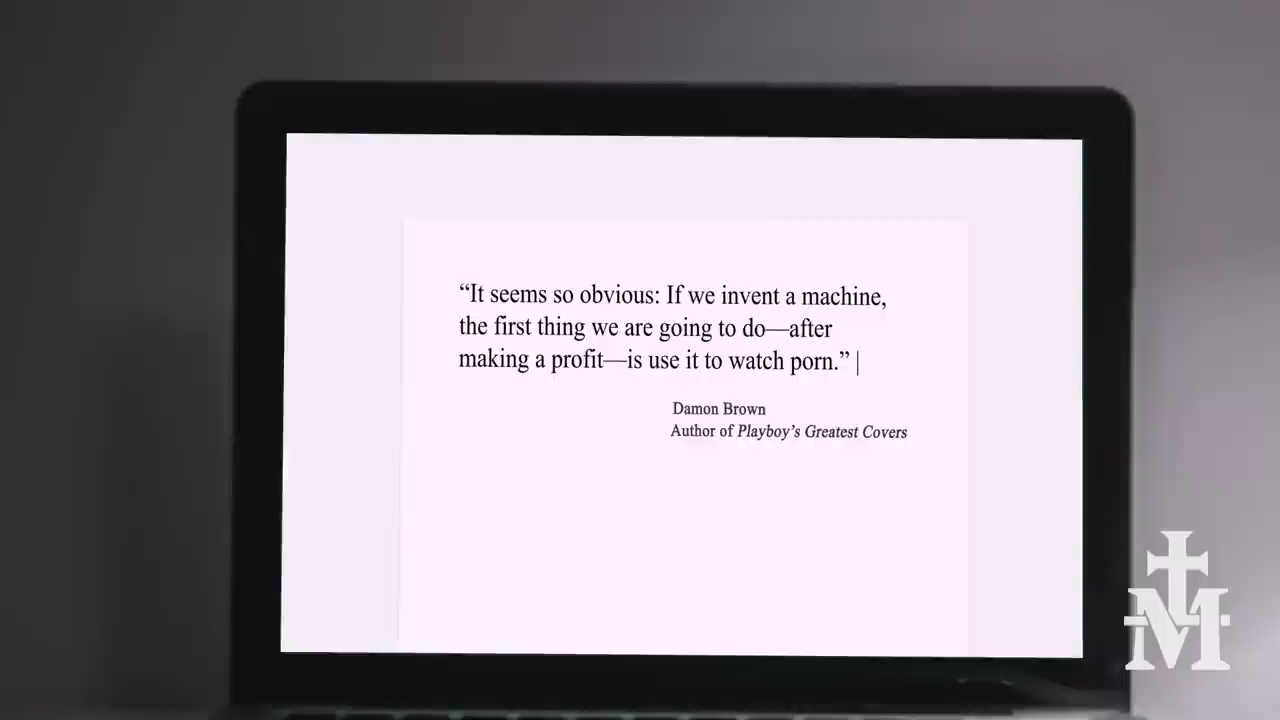 “It seems so obvious: If we invent a machine,
the first thing we are going to do—after
making a profit—is use it to watch porn.” |
Damon Brown
Author of Playboy’s Greatest Covers
M